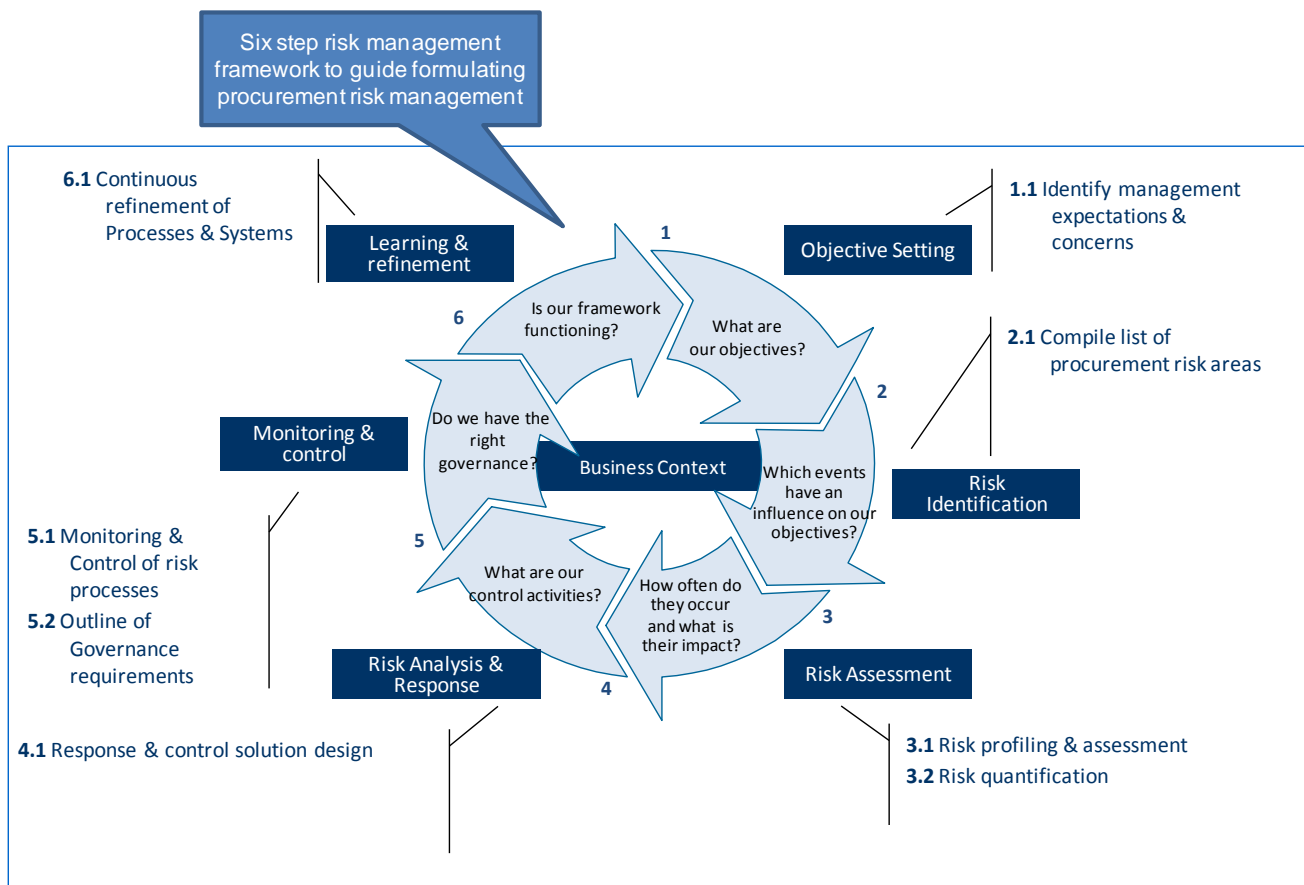 Six step risk management
framework to guide formulating
procurement risk management
6.1 Continuous
refinement of
Processes & Systems
Learning &
refinement
1
Objective Setting
1.1 Identify management
expectations &
concerns
6
Is our framework
functioning?
What are
our objectives?
2.1 Compile list of
procurement risk areas
2
Monitoring &
control
Do we have the
right
governance?
Business Context
Which events
have an
influence on our
objectives?
Risk
Identification
5.1 Monitoring &
Control of risk
processes
5.2 Outline of
Governance
requirements
5
What are our
control activities?
How often do
they occur
and what is
their impact?
3
Risk Analysis &
Response
4
Risk Assessment
4.1 Response & control solution design
3.1 Risk profiling & assessment
3.2 Risk quantification